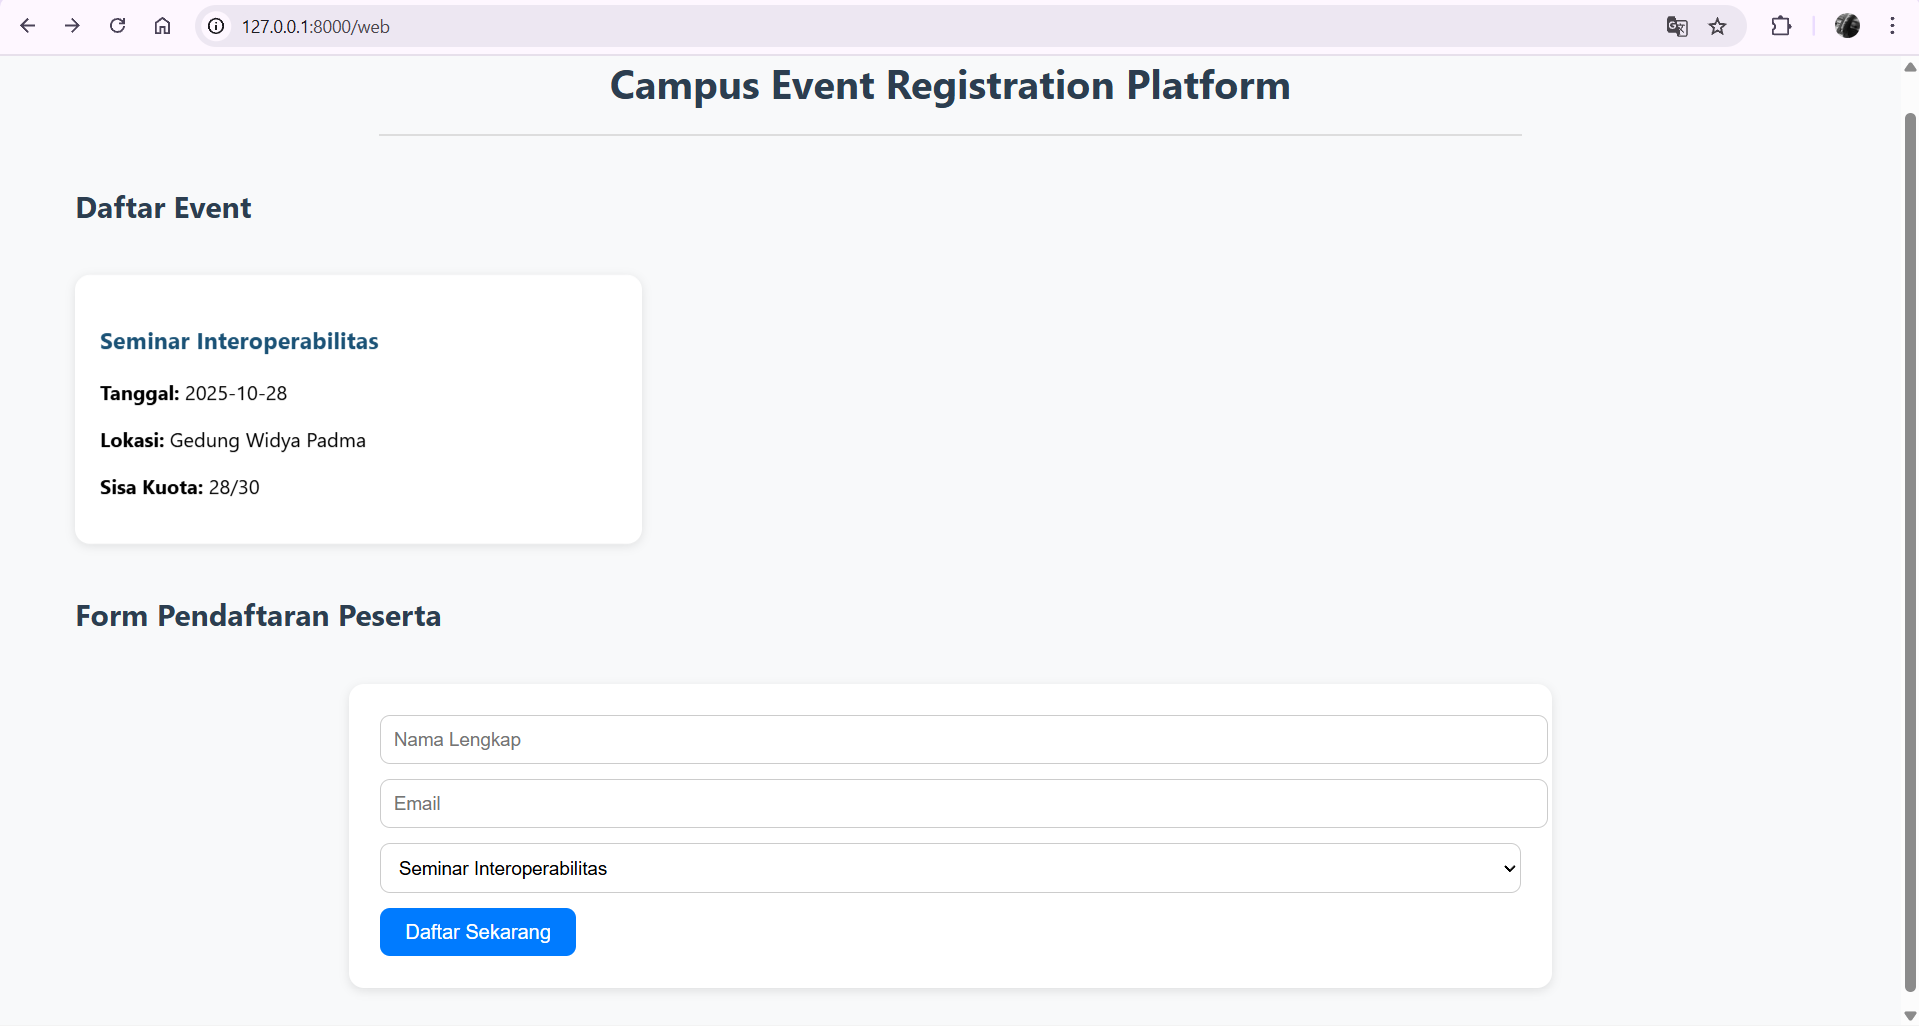 127.0.0.1:8000/web
Campus Event Registration Platform
Daftar Event
Seminar Interoperabilitas
Tanggal: 2025-10-28
Lokasi: Gedung Widya Padma
Sisa Kuota: 28/30
Form Pendaftaran Peserta
Nama Lengkap
Email
Seminar Interoperabilitas
Daftar Sekarang